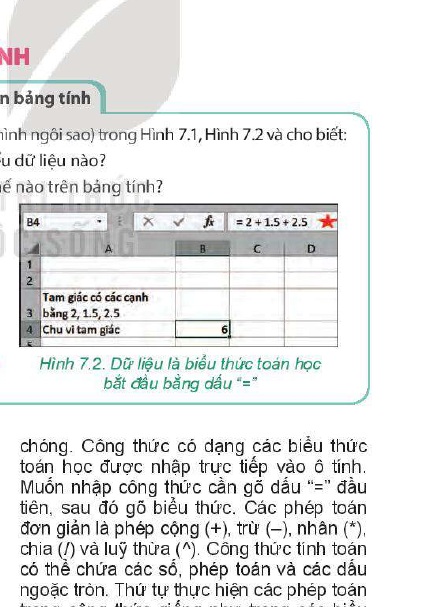 NH
n bảng tính
hình ngôi sao) trong Hình 7.1, Hình 7.2 và cho biết:
ểu dữ liệu nào?
hế nào trên bảng tính?
B4 fx = 2 + 1.5 + 2.5
A B C D
1
2
Tam giác có các cạnh
3 bằng 2, 1.5, 2.5
4 Chu vi tam giác 6
Hình 7.2. Dữ liệu là biểu thức toán học
bắt đầu bằng dấu “=”
chóng. Công thức có dạng các biểu thức
toán học được nhập trực tiếp vào ô tính.
Muốn nhập công thức cần gõ dấu “=” đầu
tiên, sau đó gõ biểu thức. Các phép toán
đơn giản là phép cộng (+), trừ (–), nhân (*),
chia (/) và luỹ thừa (^). Công thức tính toán
có thể chứa các số, phép toán và các dấu
ngoặc tròn. Thứ tự thực hiện các phép toán